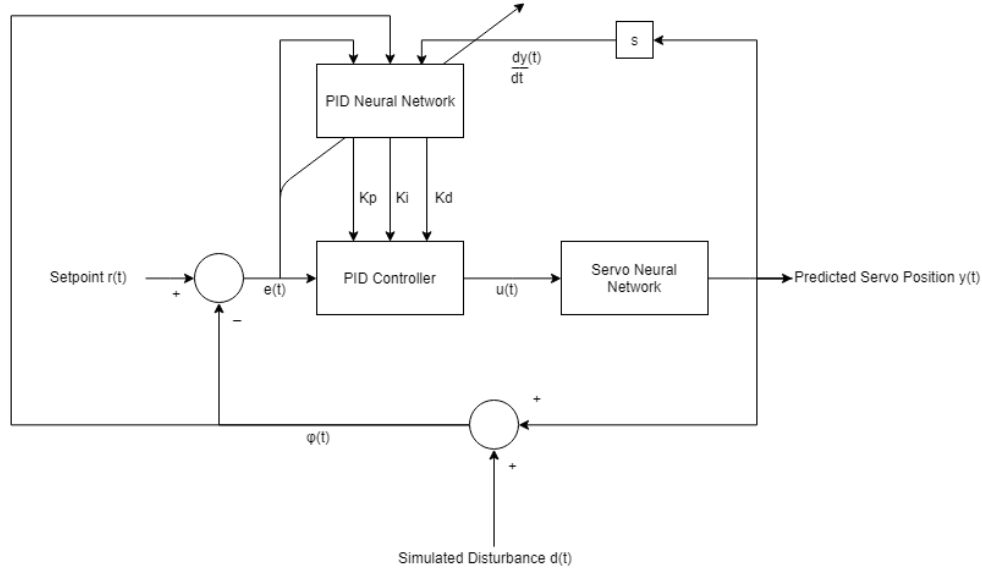 s
dy(t)
dt
PID Neural Network
Kp
Ki
Kd
Setpoint r(t)
+
e(t)
PID Controller
u(t)
Servo Neural
Network
Predicted Servo Position y(t)
–
+
φ(t)
+
Simulated Disturbance d(t)